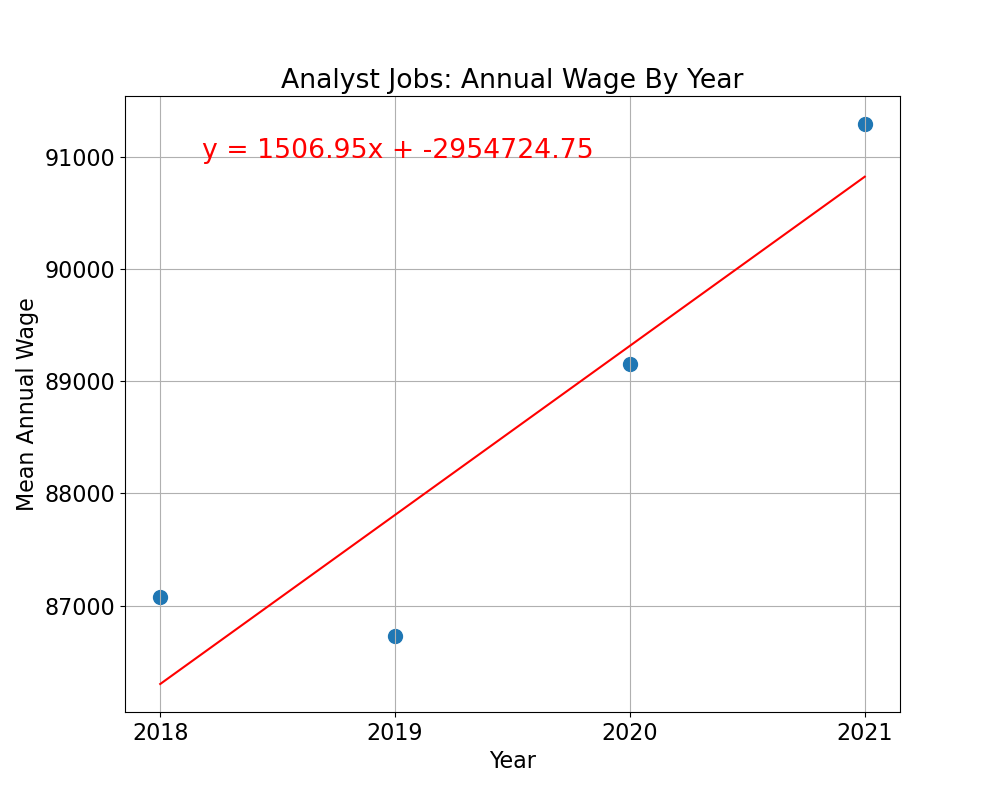 Analyst Jobs: Annual Wage By Year
y = 1506.95x + -2954724.75
Mean Annual Wage
91000
90000
89000
88000
87000
2018 2019 2020 2021
Year